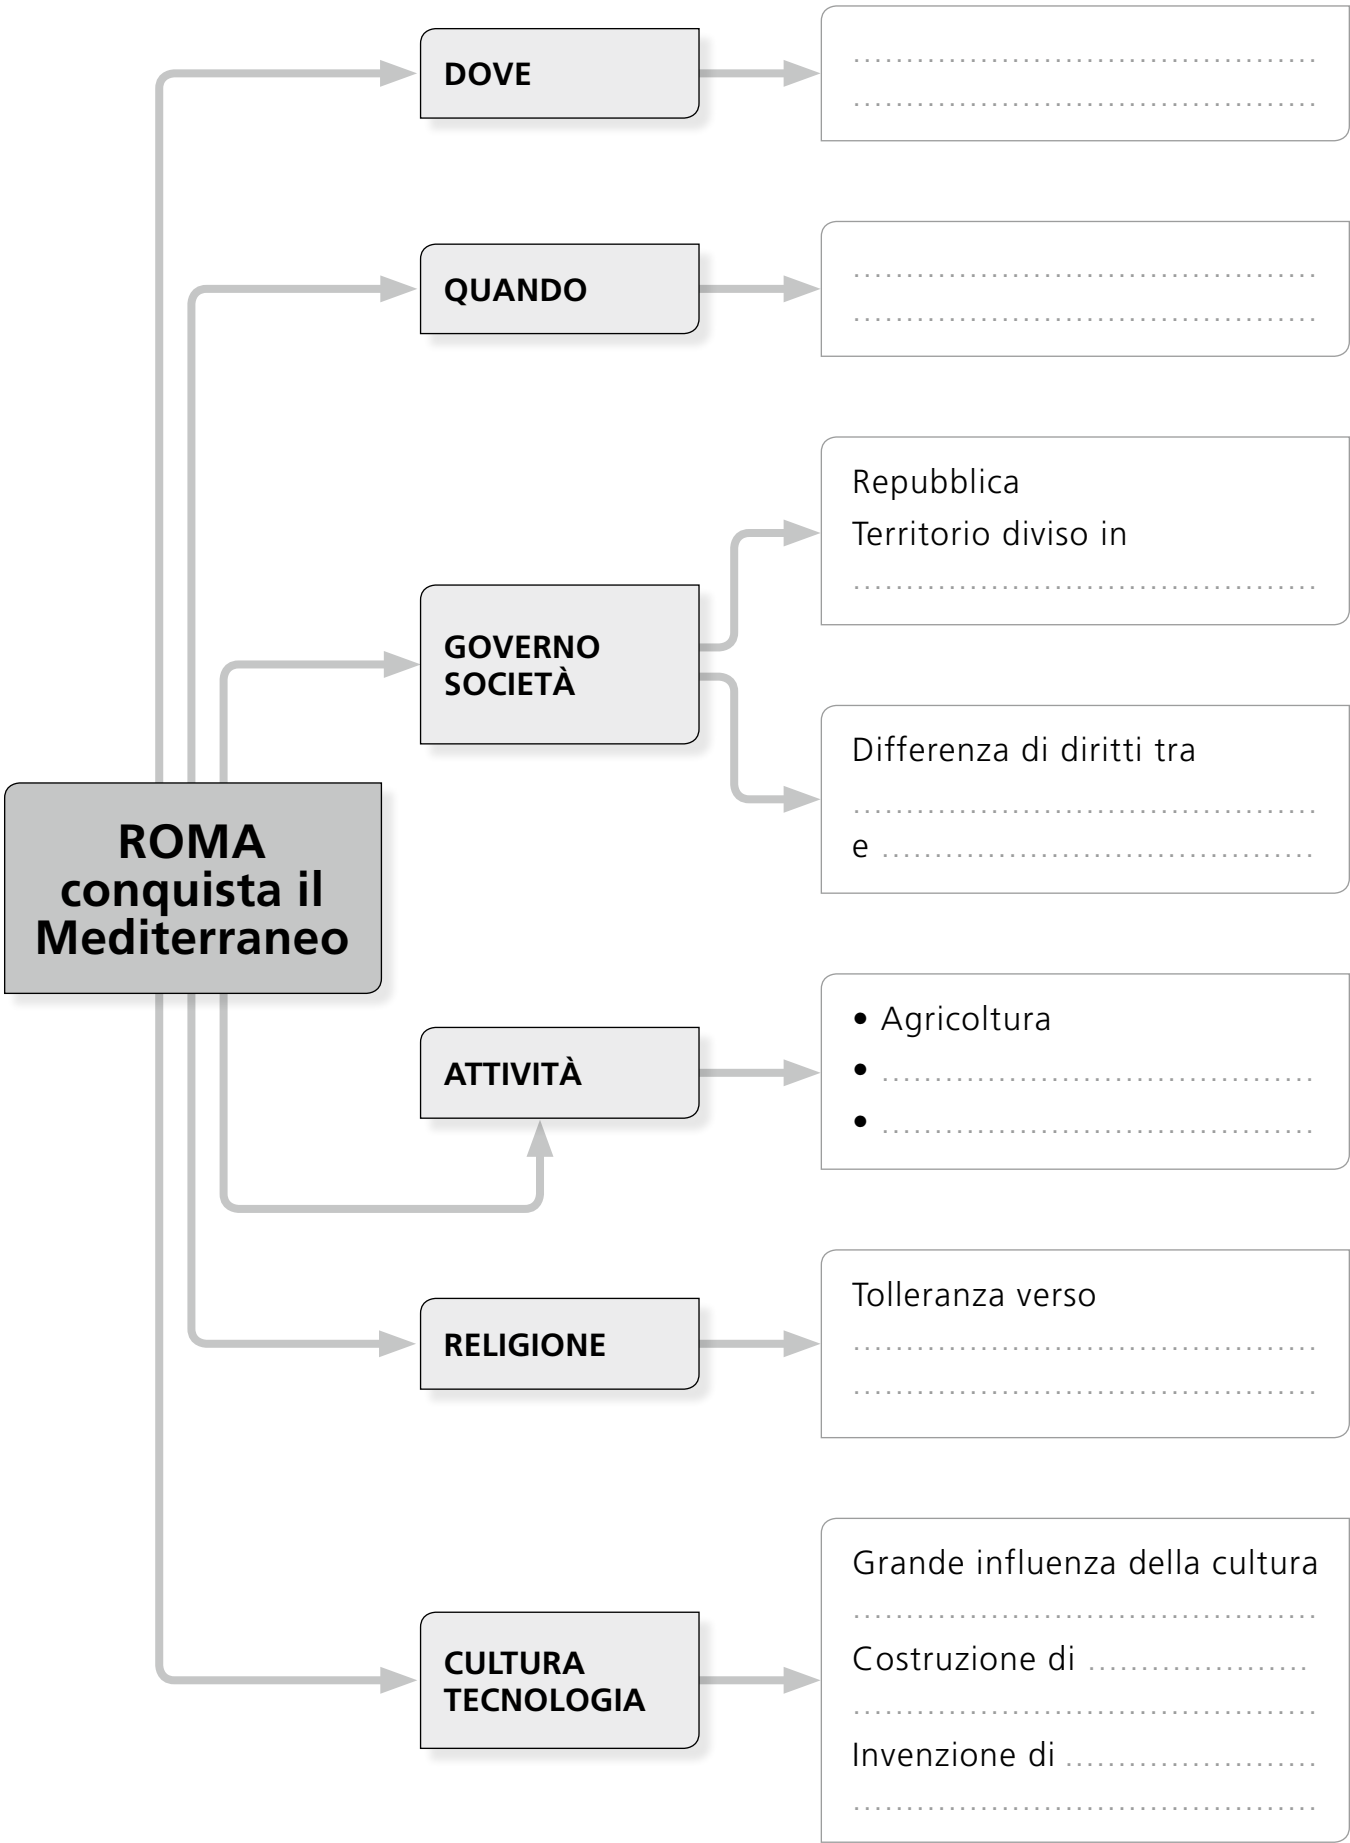 DOVE
QUANDO
GOVERNO
SOCIETÀ
Repubblica
Territorio diviso in
Differenza di diritti tra
e
ROMA
conquista il
Mediterraneo
ATTIVITÀ
• Agricoltura
•
•
RELIGIONE
Tolleranza verso
CULTURA
TECNOLOGIA
Grande influenza della cultura
Costruzione di
Invenzione di